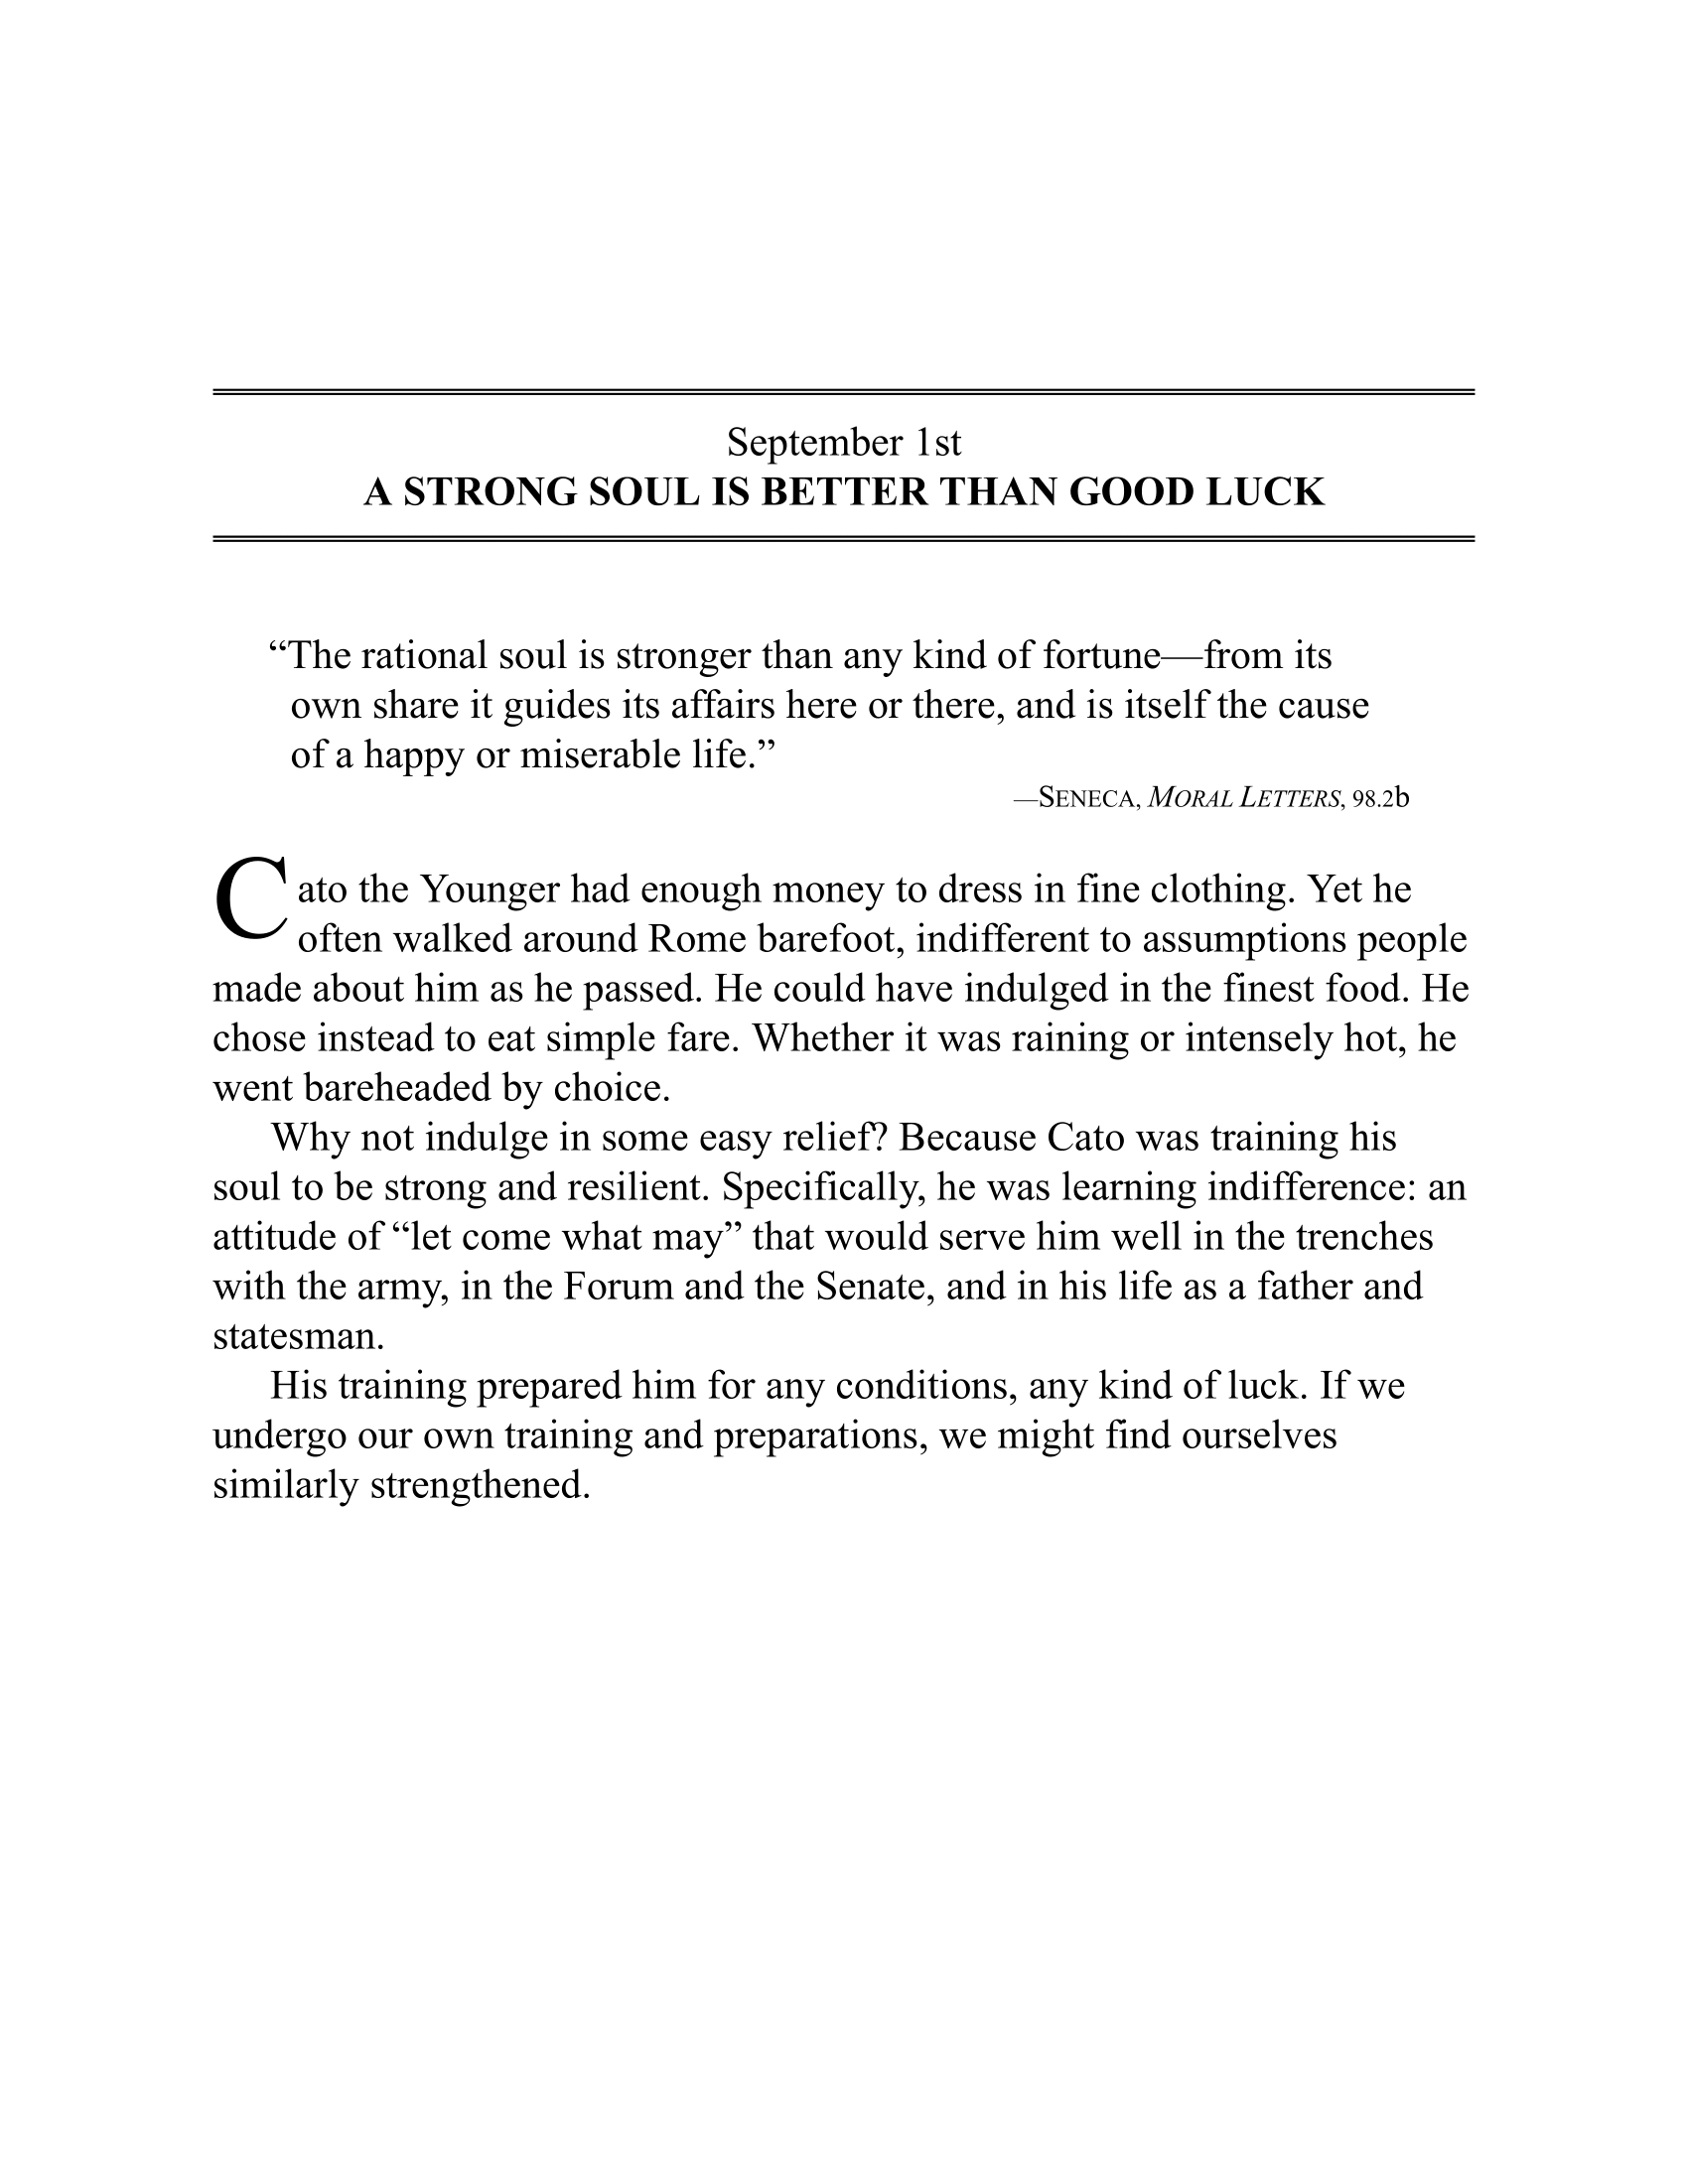 September 1st
A STRONG SOUL IS BETTER THAN GOOD LUCK
“The rational soul is stronger than any kind of fortune—from its
own share it guides its affairs here or there, and is itself the cause
of a happy or miserable life.”
—SENECA, MORAL LETTERS, 98.2b
Cato the Younger had enough money to dress in fine clothing. Yet he
often walked around Rome barefoot, indifferent to assumptions people
made about him as he passed. He could have indulged in the finest food. He
chose instead to eat simple fare. Whether it was raining or intensely hot, he
went bareheaded by choice.
Why not indulge in some easy relief? Because Cato was training his
soul to be strong and resilient. Specifically, he was learning indifference: an
attitude of “let come what may” that would serve him well in the trenches
with the army, in the Forum and the Senate, and in his life as a father and
statesman.
His training prepared him for any conditions, any kind of luck. If we
undergo our own training and preparations, we might find ourselves
similarly strengthened.